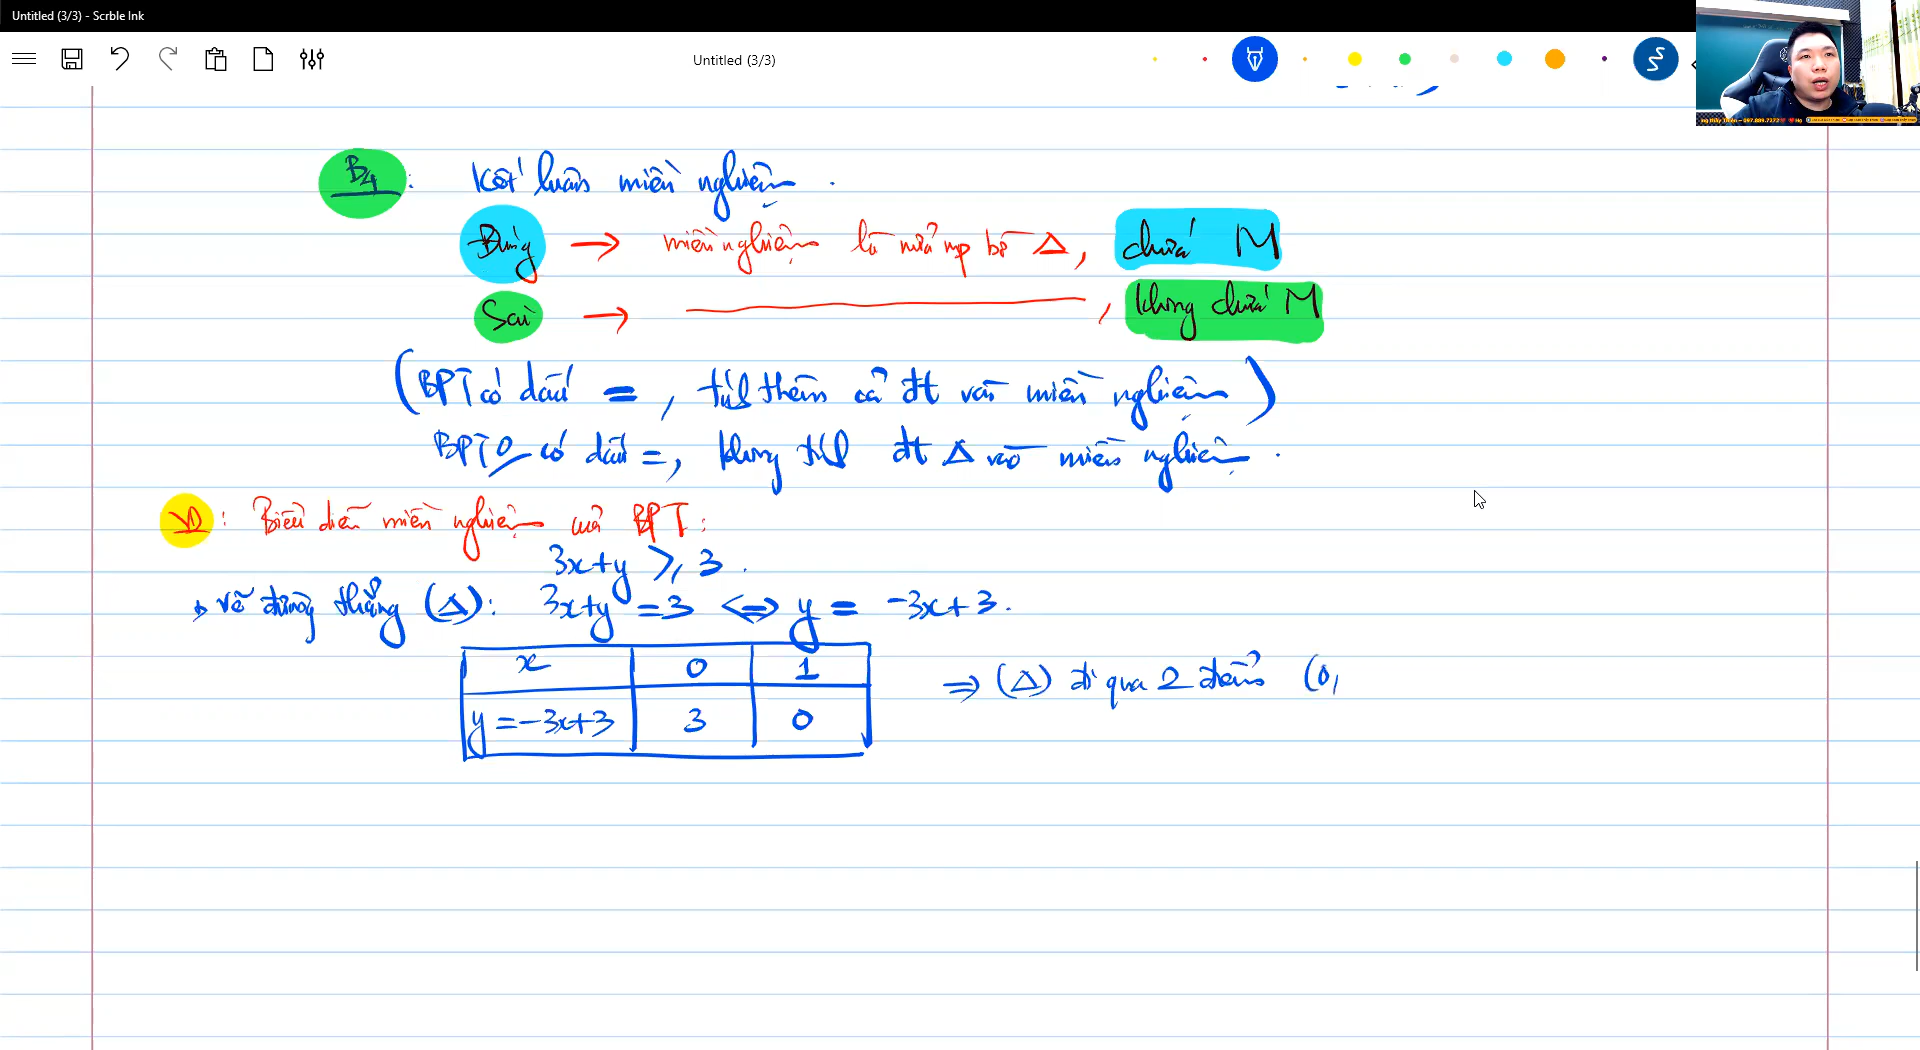 Untitled (3/3) - Scrble Ink
Untitled (3/3)
B4 : Kết luận miền nghiệm .
Đúng → miền nghiệm là nửa mp bờ Δ, chứa M
Sai → , không chứa M
(BPT có dấu = , tính thêm cả đt vào miền nghiệm)
BPT 0 có dấu =, không tính đt Δ vào miền nghiệm .
VD : Biểu diễn miền nghiệm của BPT :
3x+y ⩾ 3 .
+ vẽ đường thẳng (Δ): 3x+y = 3 <=> y = -3x+3.
x 0 1
y = -3x+3 3 0
=> (Δ) đi qua 2 điểm (0,